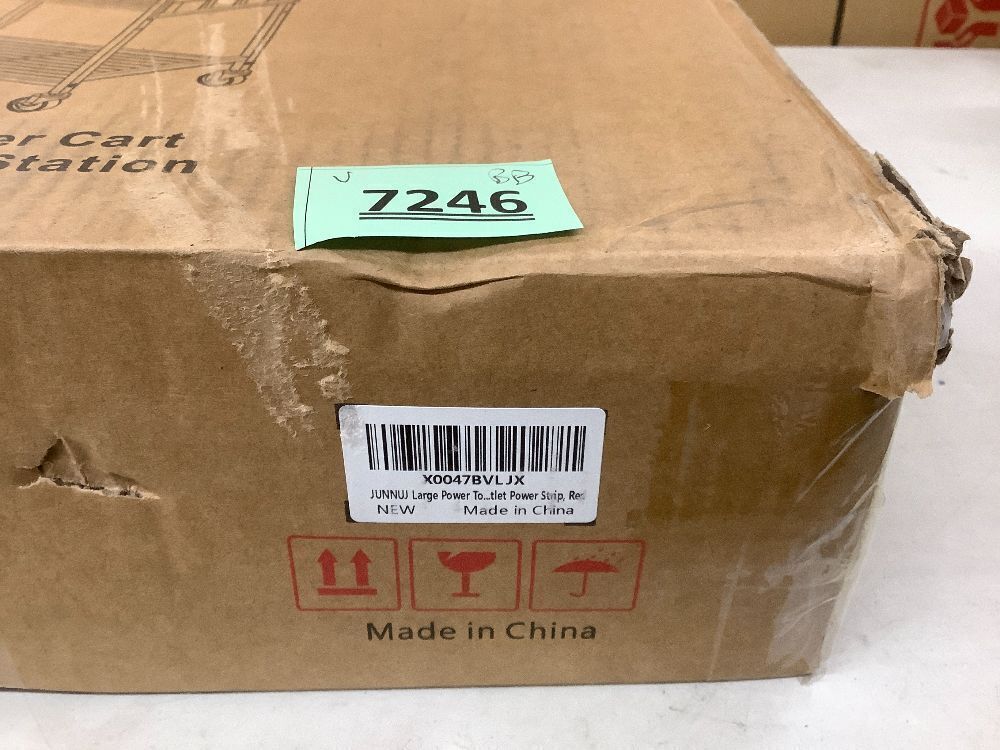 er Cart
Station
V BB
7246
X0047BVLJX
JUNNUJ Large Power To...tlet Power Strip, Red
NEW Made in China
Made in China